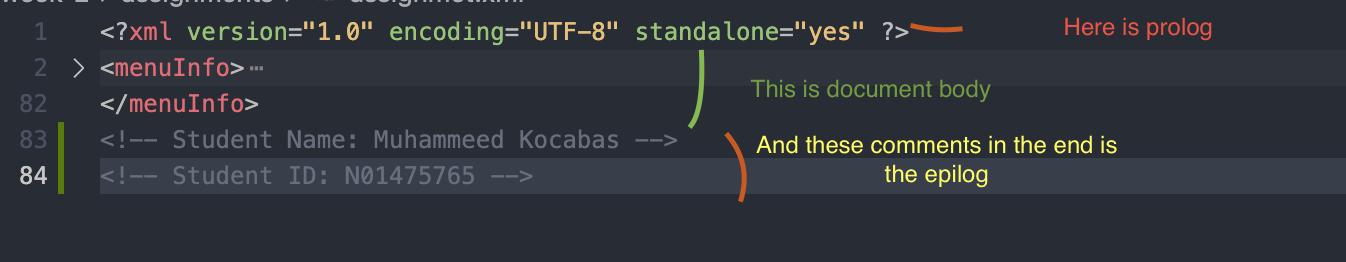 1 <?xml version="1.0" encoding="UTF-8" standalone="yes" ?> Here is prolog
2 > <menuInfo>…
This is document body
82 </menuInfo>
83 <!-- Student Name: Muhammeed Kocabas --> And these comments in the end is
84 <!-- Student ID: N01475765 --> the epilog